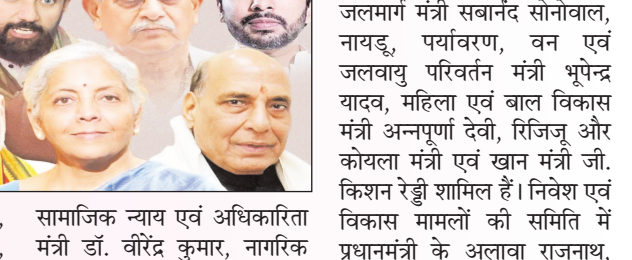 , सामाजिक न्याय एवं अधिकारिता
, मंत्री डॉ. वीरेंद्र कुमार, नागरिक
जलमार्ग मंत्री सबानंद सोनोवाल,
नायडू, पर्यावरण, वन एवं
जलवायु परिवर्तन मंत्री भूपेन्द्र
यादव, महिला एवं बाल विकास
मंत्री अन्नपूर्णा देवी, रिजिजू और
कोयला मंत्री एवं खान मंत्री जी.
किशन रेड्डी शामिल हैं। निवेश एवं
विकास मामलों की समिति में
प्रधानमंत्री के अलावा राजनाथ,